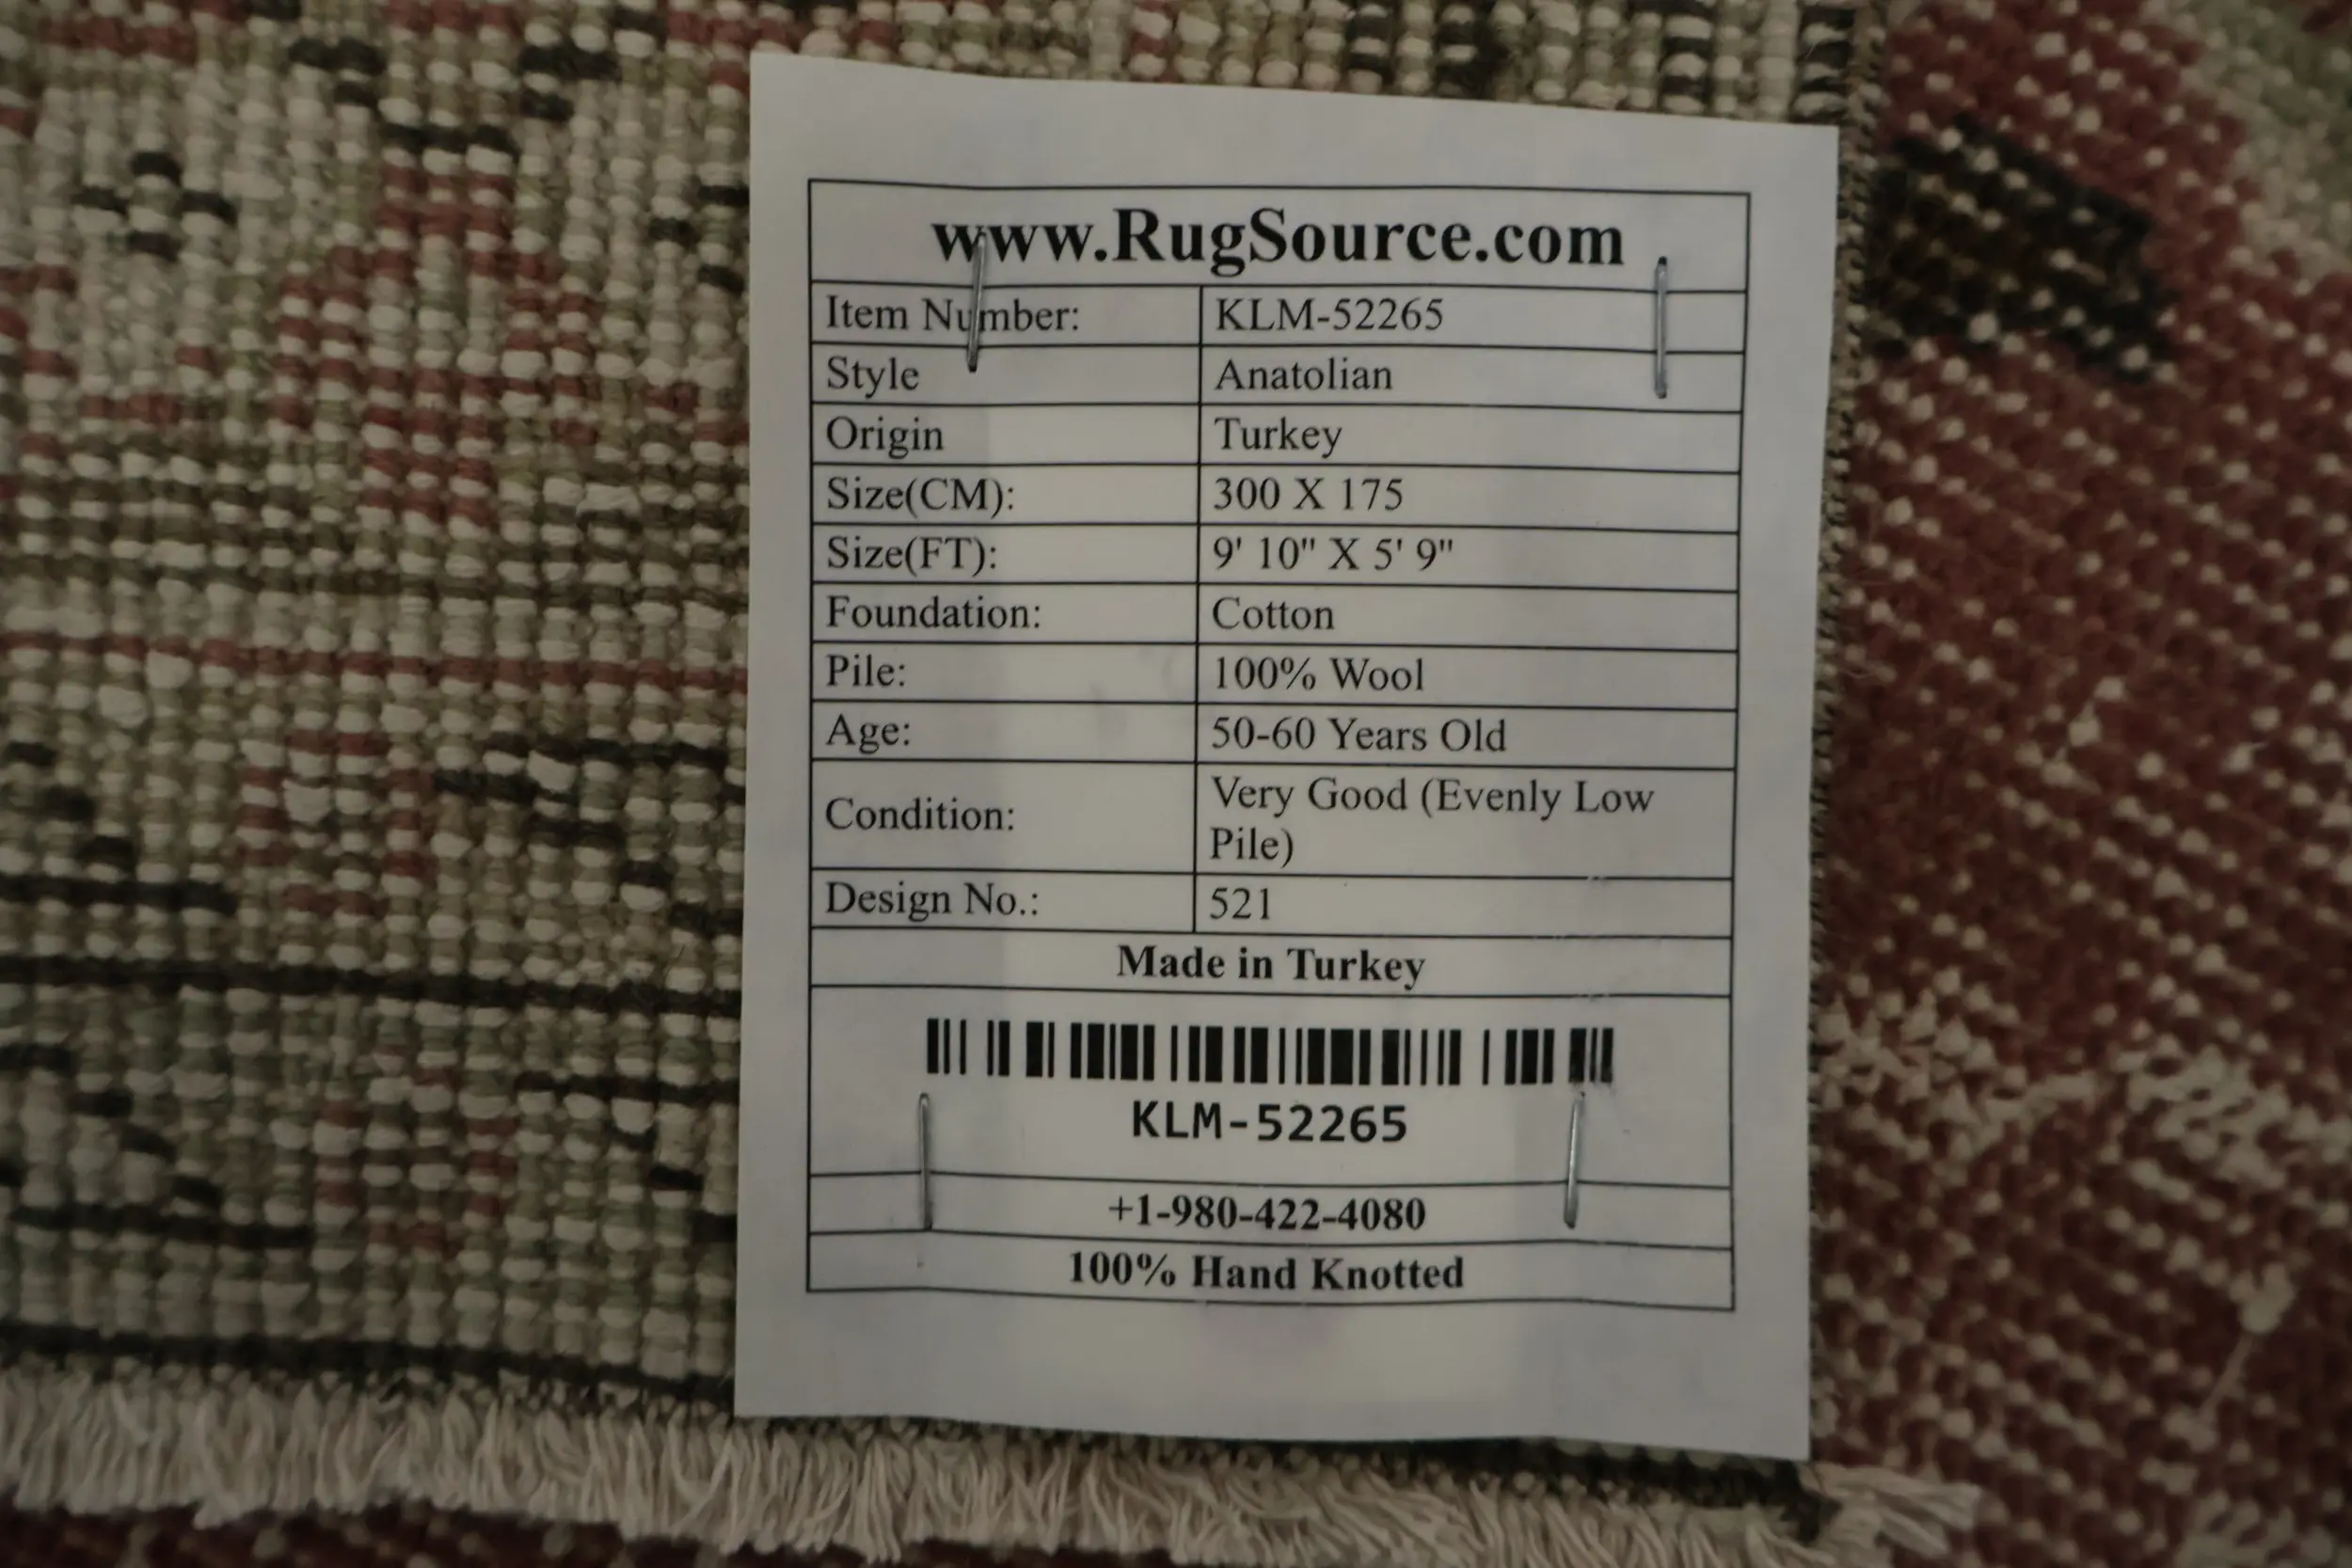 www.RugSource.com
Item Number: KLM-52265
Style Anatolian
Origin Turkey
Size(CM): 300 X 175
Size(FT): 9' 10" X 5' 9"
Foundation: Cotton
Pile: 100% Wool
Age: 50-60 Years Old
Condition: Very Good (Evenly Low
Pile)
Design No.: 521
Made in Turkey
KLM-52265
+1-980-422-4080
100% Hand Knotted